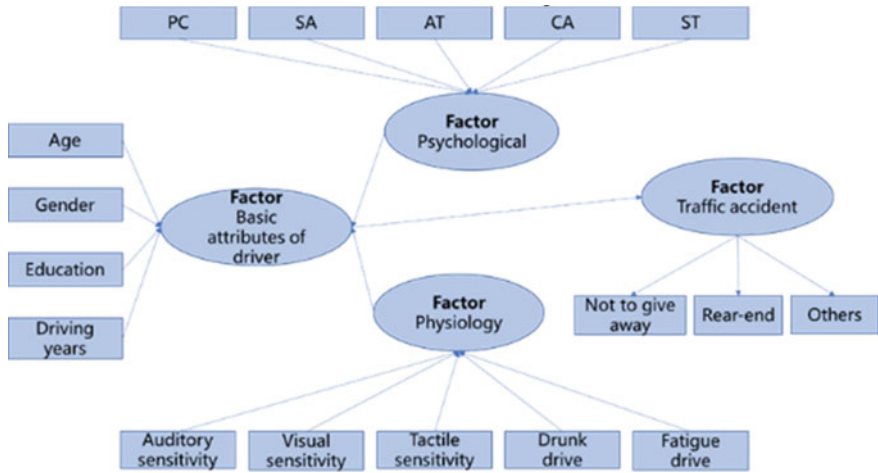 PC
SA
AT
CA
ST
Factor
Psychological
Age
Gender
Education
Driving
years
Factor
Basic
attributes of
driver
Factor
Traffic accident
Factor
Physiology
Not to give
away
Rear-end
Others
Auditory
sensitivity
Visual
sensitivity
Tactile
sensitivity
Drunk
drive
Fatigue
drive